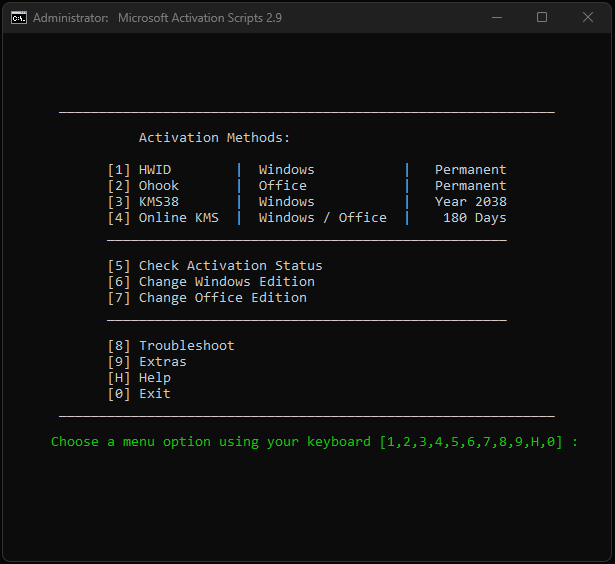 Administrator: Microsoft Activation Scripts 2.9
Activation Methods:
[1] HWID | Windows | Permanent
[2] Ohook | Office | Permanent
[3] KMS38 | Windows | Year 2038
[4] Online KMS | Windows / Office | 180 Days
[5] Check Activation Status
[6] Change Windows Edition
[7] Change Office Edition
[8] Troubleshoot
[9] Extras
[H] Help
[0] Exit
Choose a menu option using your keyboard [1,2,3,4,5,6,7,8,9,H,0] :